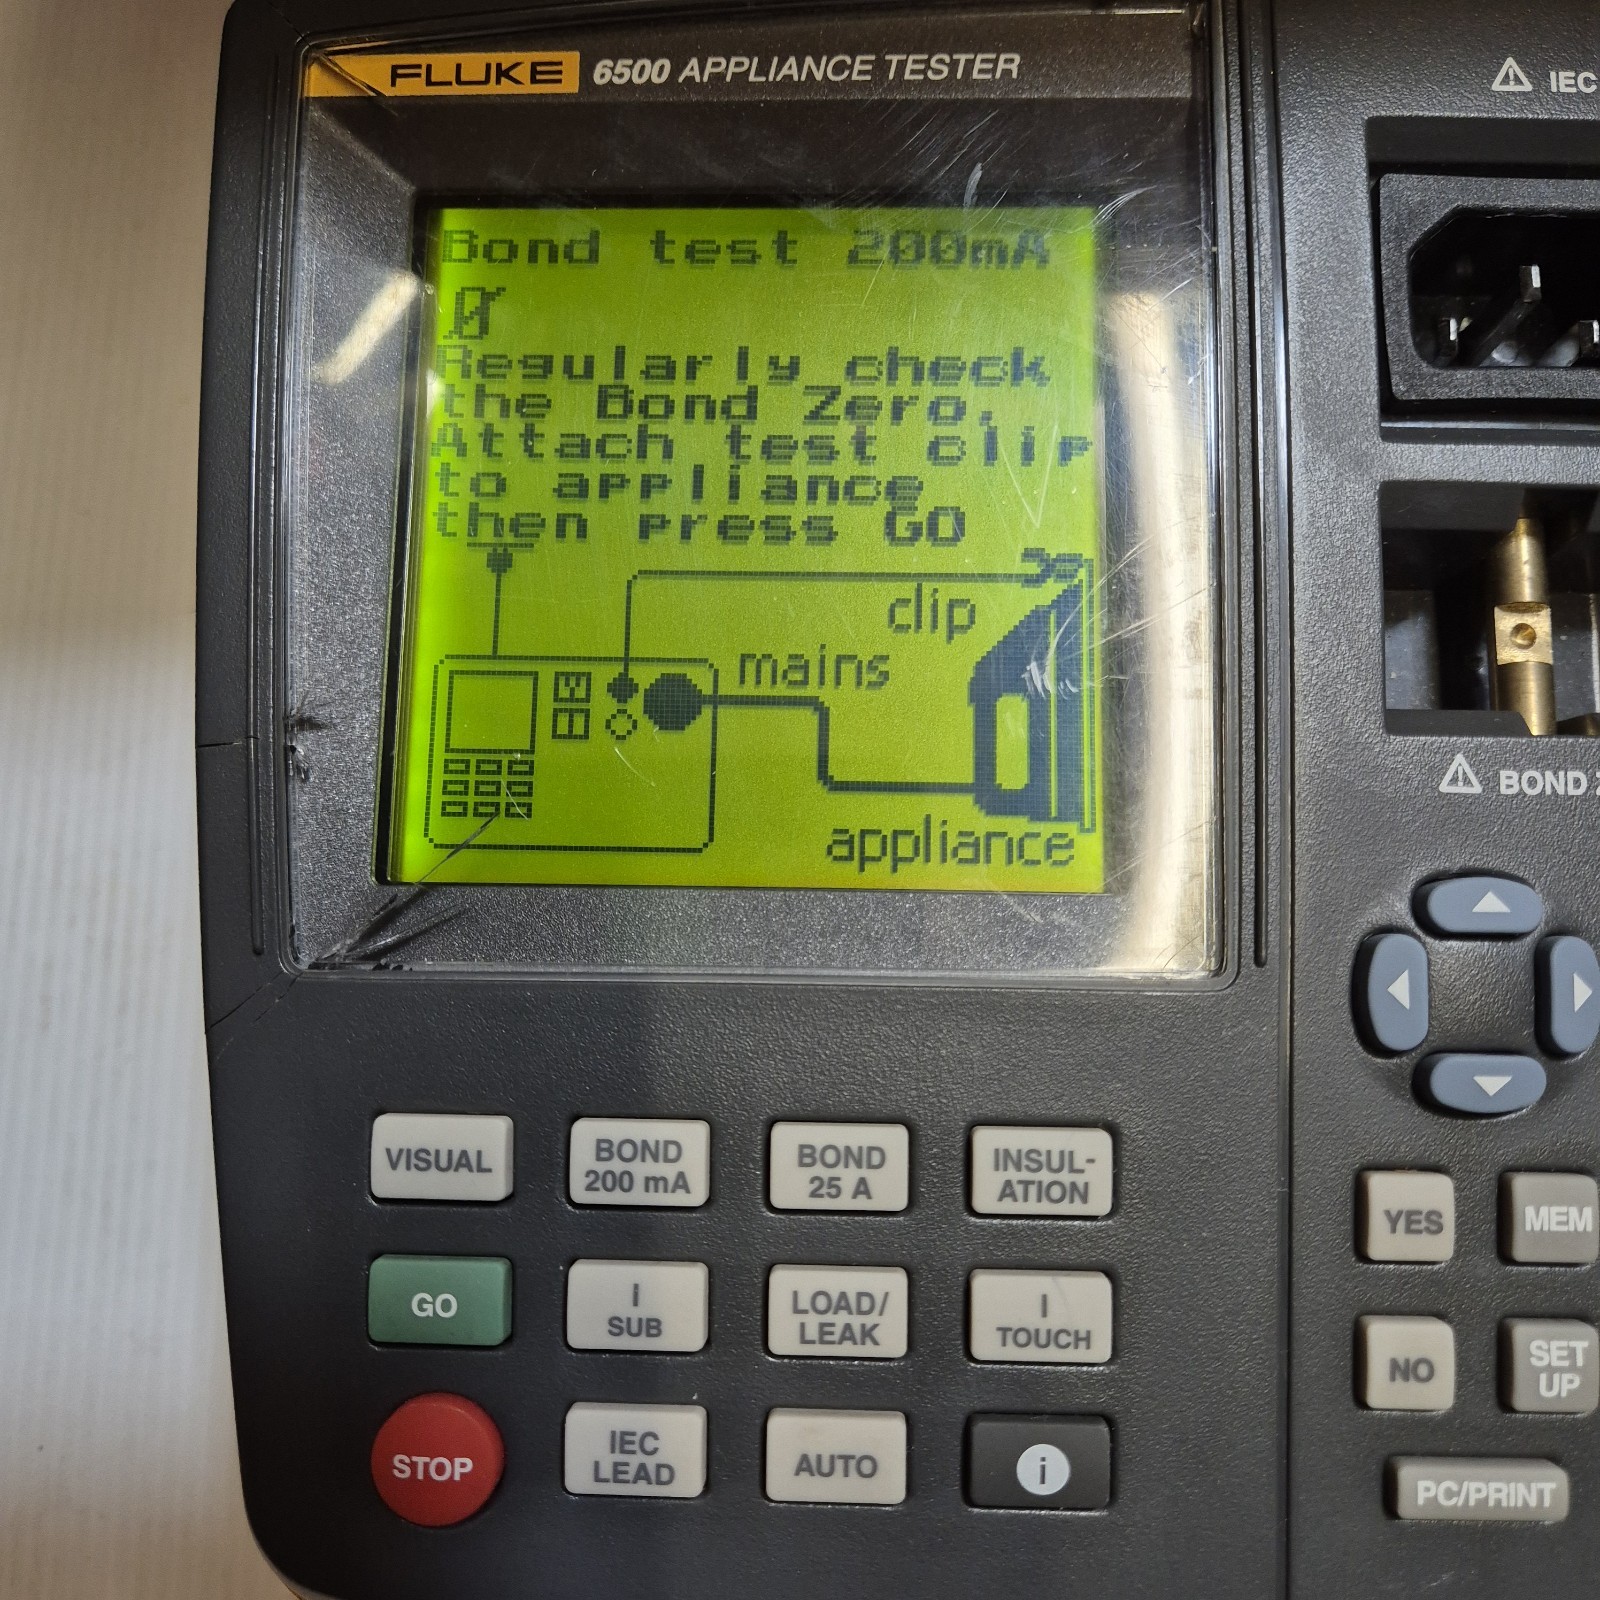 FLUKE 6500 APPLIANCE TESTER
IEC
Bond test 200mA
Ø
Regularly check
the Bond Zero.
Attach test clip
to appliance
then press GO
clip
mains
appliance
BOND
VISUAL
BOND 200 mA
BOND 25 A
INSUL-ATION
YES
MEM
GO
I SUB
LOAD/LEAK
I TOUCH
NO
SET UP
STOP
IEC LEAD
AUTO
i
PC/PRINT